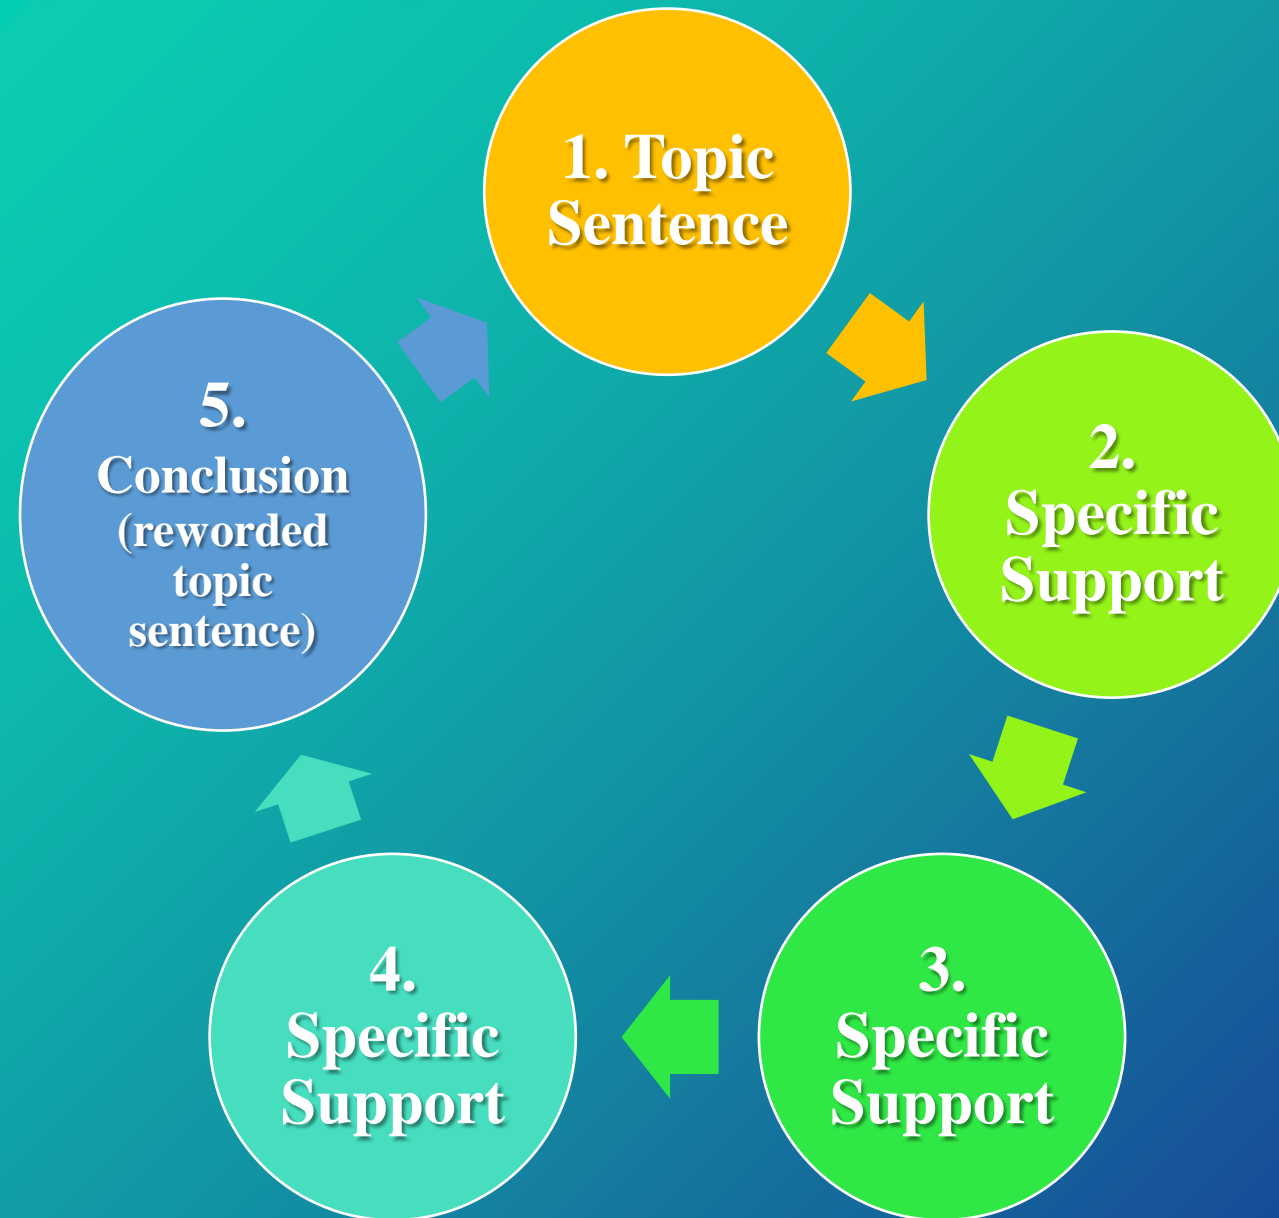 1. Topic
Sentence
2.
Specific
Support
3.
Specific
Support
4.
Specific
Support
5.
Conclusion
(reworded
topic
sentence)